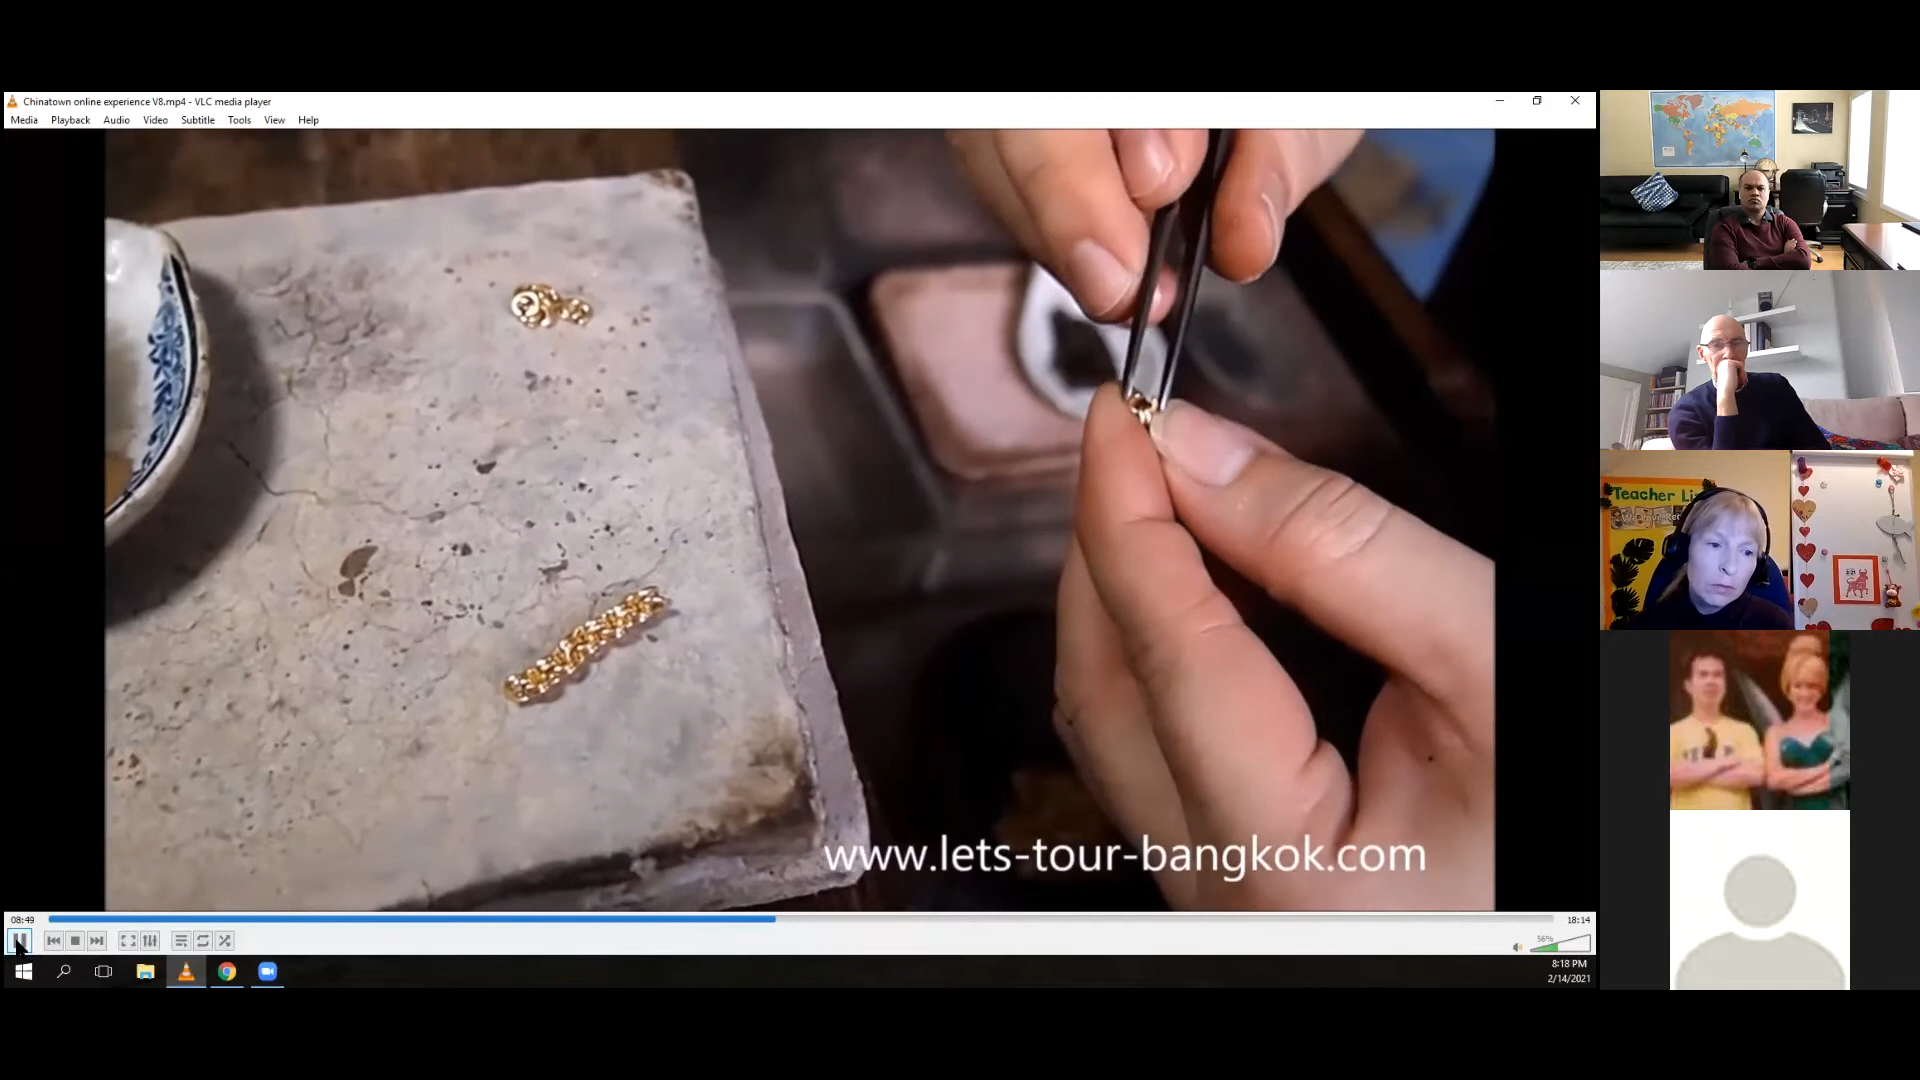 Chinatown online experience V8.mp4 - VLC media player
Media Playback Audio Video Subtitle Tools View Help
www.lets-tour-bangkok.com
08:49
18:14
56%
8:18 PM
2/14/2021
Teacher